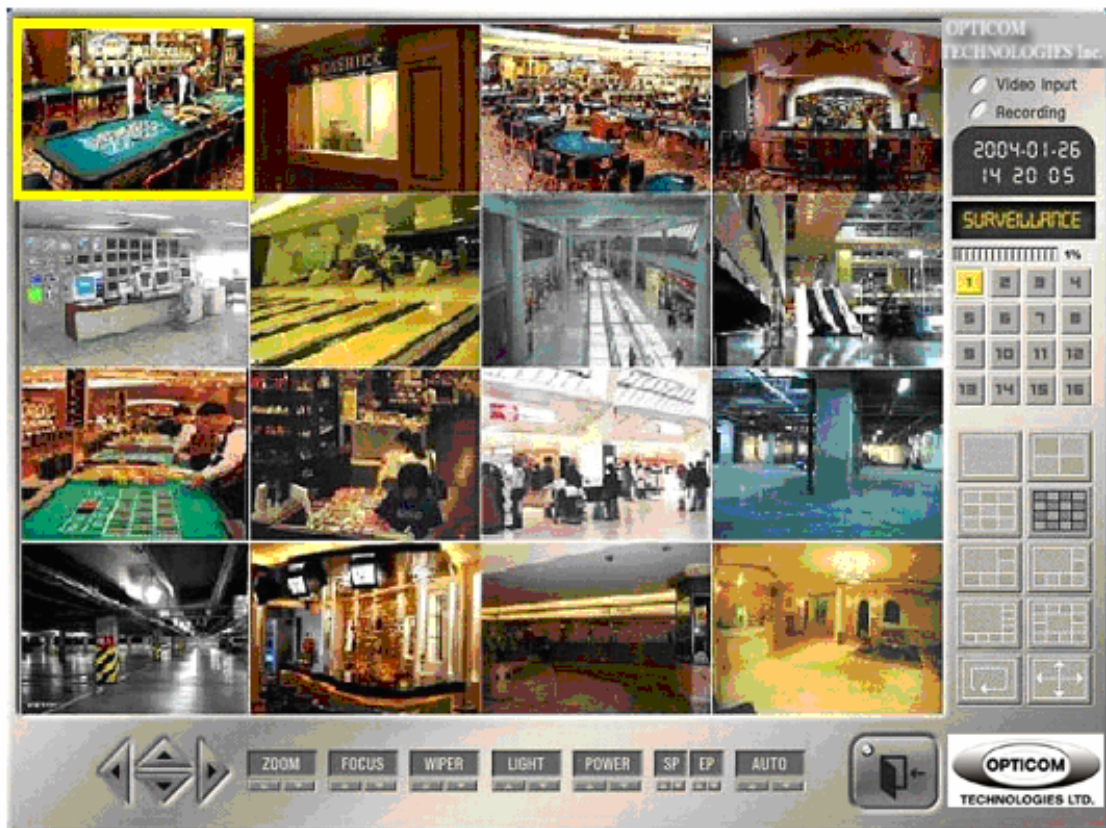 OPTICOM
TECHNOLOGIES Inc.
Video Input
Recording
2004-01-26
14 20 05
SURVEILLANCE
1%
1 2 3 4
5 6 7 8
9 10 11 12
13 14 15 16
CASHIER
ZOOM FOCUS WIPER LIGHT POWER SP EP AUTO
OPTICOM
TECHNOLOGIES LTD.